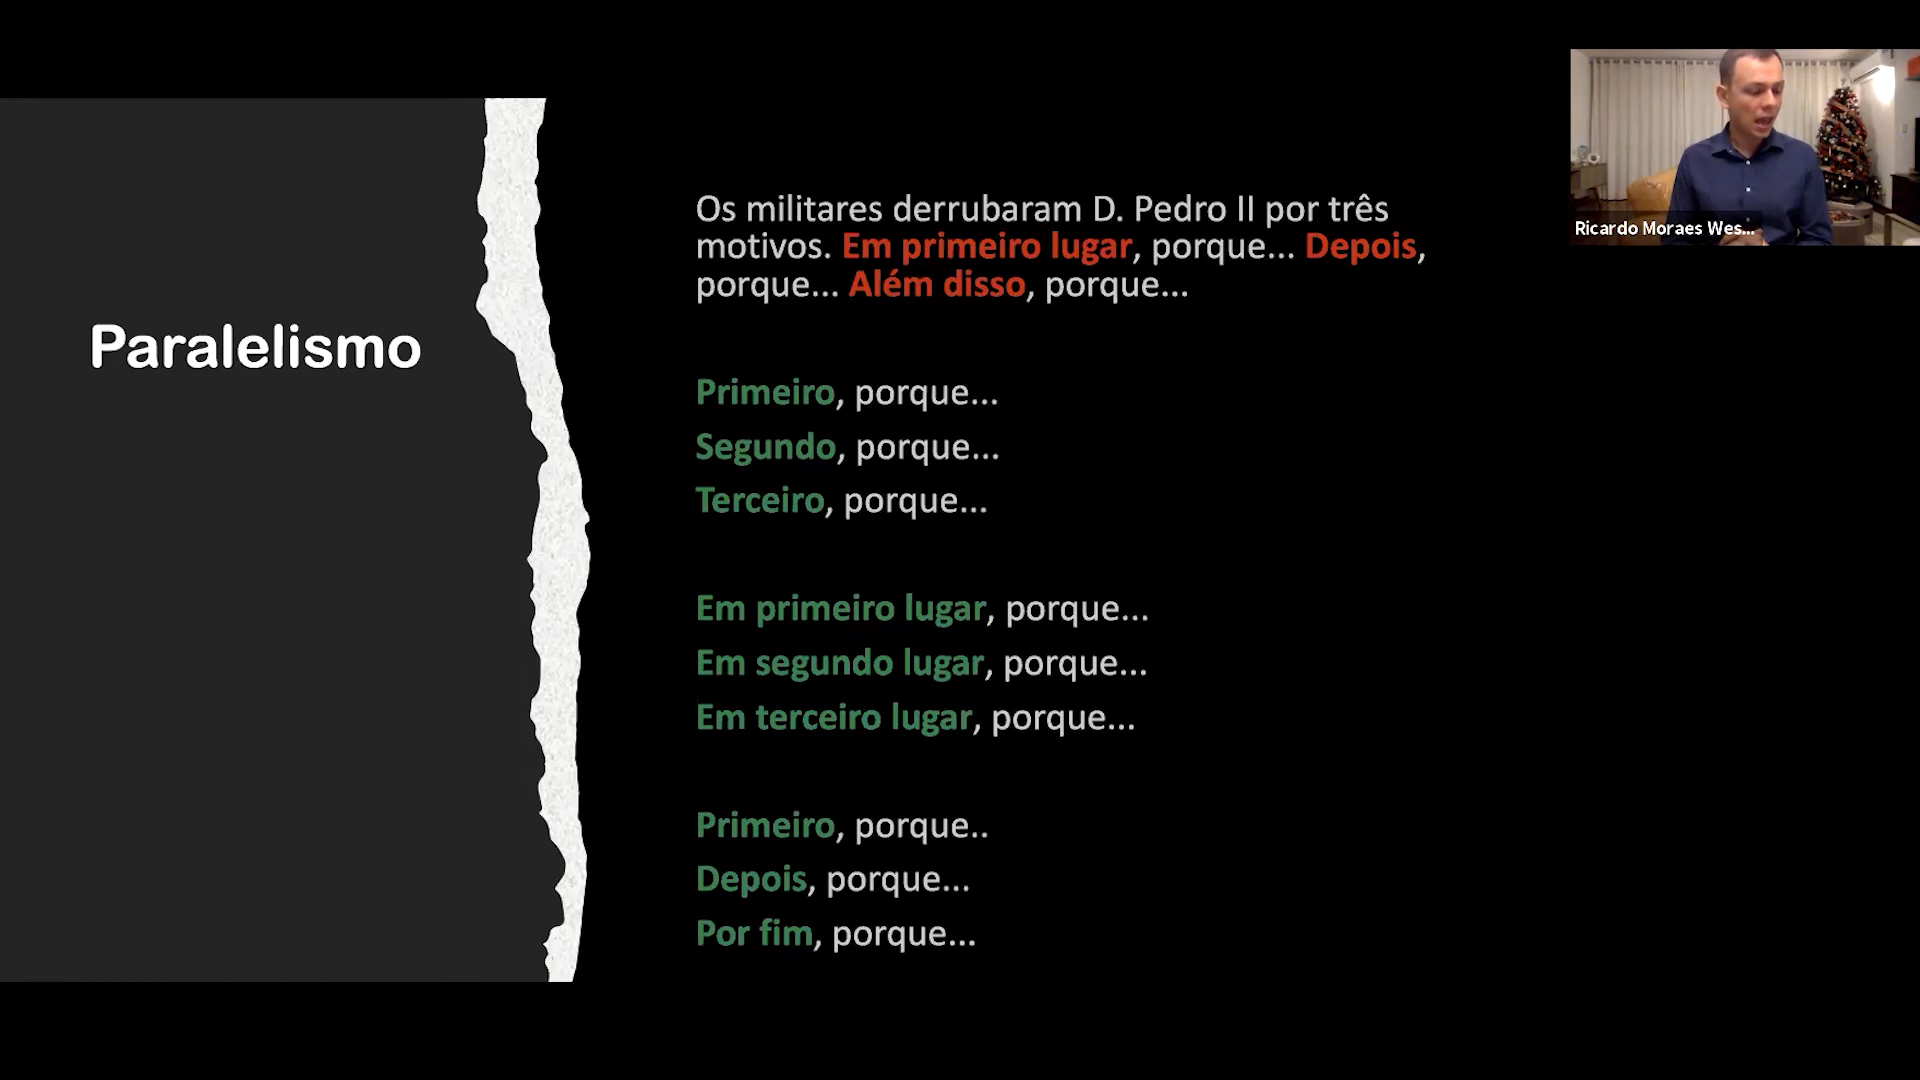 Paralelismo
Os militares derrubaram D. Pedro II por três
motivos. Em primeiro lugar, porque... Depois,
porque... Além disso, porque...
Primeiro, porque...
Segundo, porque...
Terceiro, porque...
Em primeiro lugar, porque...
Em segundo lugar, porque...
Em terceiro lugar, porque...
Primeiro, porque..
Depois, porque...
Por fim, porque...
Ricardo Moraes Wes...